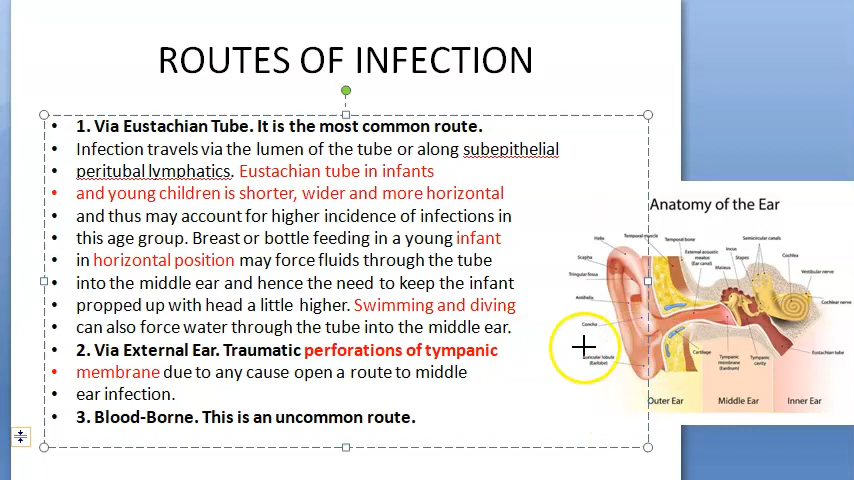 ROUTES OF INFECTION
1. Via Eustachian Tube. It is the most common route.
Infection travels via the lumen of the tube or along subepithelial
peritubal lymphatics. Eustachian tube in infants
and young children is shorter, wider and more horizontal
and thus may account for higher incidence of infections in
this age group. Breast or bottle feeding in a young infant
in horizontal position may force fluids through the tube
into the middle ear and hence the need to keep the infant
propped up with head a little higher. Swimming and diving
can also force water through the tube into the middle ear.
2. Via External Ear. Traumatic perforations of tympanic
membrane due to any cause open a route to middle
ear infection.
3. Blood-Borne. This is an uncommon route.
Anatomy of the Ear
Helix
Temporal muscle
Temporal bone
External acoustic
meatus
(Ear canal)
Incus
Malleus
Stapes
Semicircular canals
Cochlea
Vestibular nerve
Cochlear nerve
Scapha
Triangular fossa
Antihelix
Concha
Auricular lobule
(Earlobe)
Cartilage
Tympanic
membrane
(Eardrum)
Tympanic
cavity
Eustachian tube
Outer Ear
Middle Ear
Inner Ear